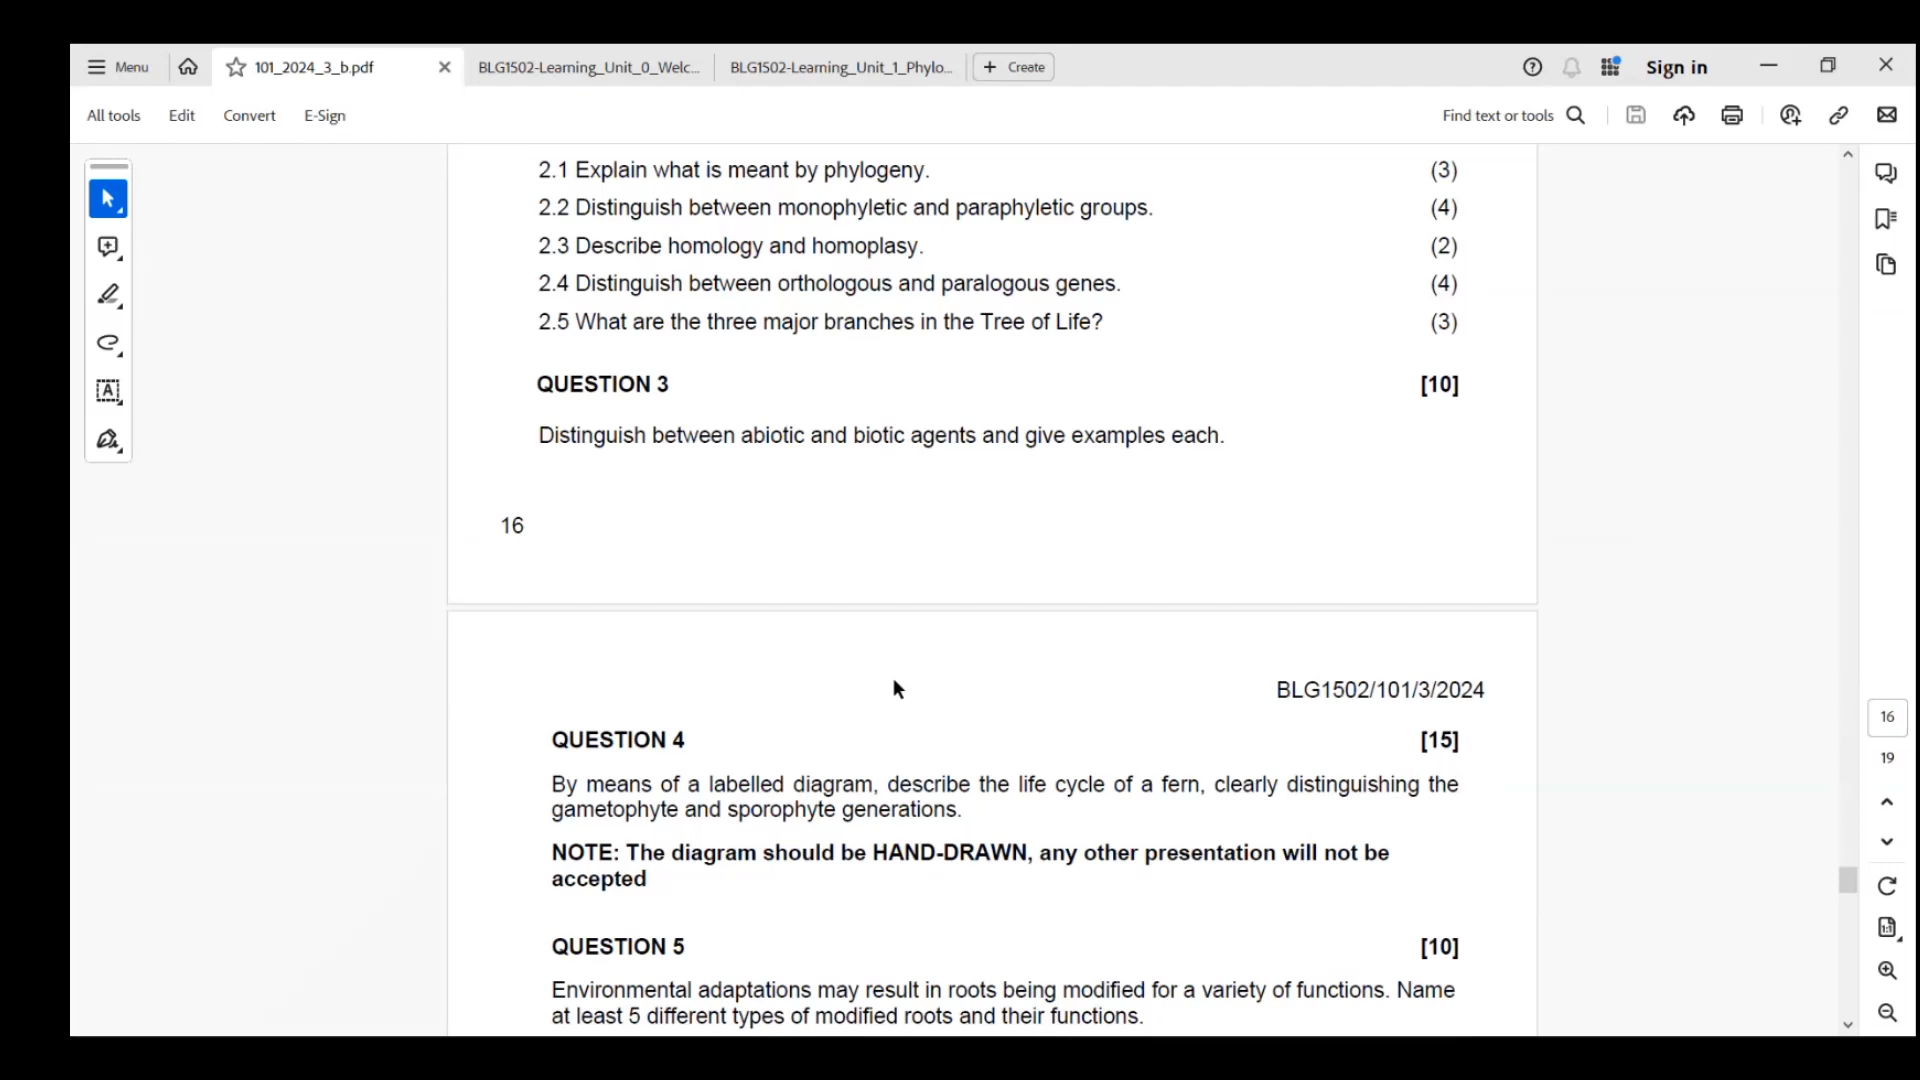 Menu
101_2024_3_b.pdf
BLG1502-Learning_Unit_0_Welc...
BLG1502-Learning_Unit_1_Phylo...
Create
Sign in
All tools
Edit
Convert
E-Sign
Find text or tools
2.1 Explain what is meant by phylogeny. (3)
2.2 Distinguish between monophyletic and paraphyletic groups. (4)
2.3 Describe homology and homoplasy. (2)
2.4 Distinguish between orthologous and paralogous genes. (4)
2.5 What are the three major branches in the Tree of Life? (3)
QUESTION 3 [10]
Distinguish between abiotic and biotic agents and give examples each.
16
BLG1502/101/3/2024
QUESTION 4 [15]
By means of a labelled diagram, describe the life cycle of a fern, clearly distinguishing the
gametophyte and sporophyte generations.
NOTE: The diagram should be HAND-DRAWN, any other presentation will not be
accepted
QUESTION 5 [10]
Environmental adaptations may result in roots being modified for a variety of functions. Name
at least 5 different types of modified roots and their functions.
16
19